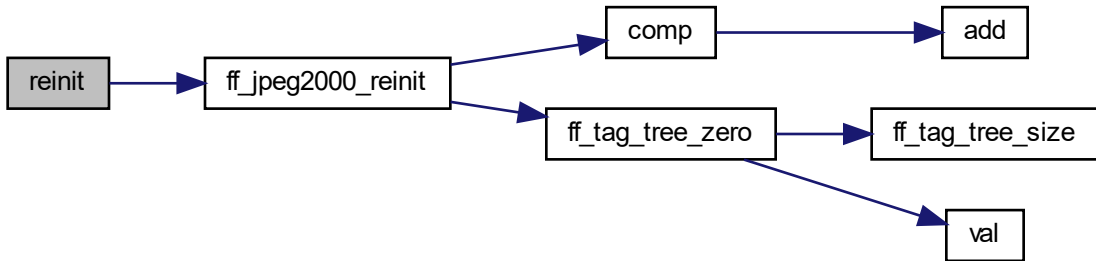 reinit
ff_jpeg2000_reinit
comp
add
ff_tag_tree_zero
ff_tag_tree_size
val